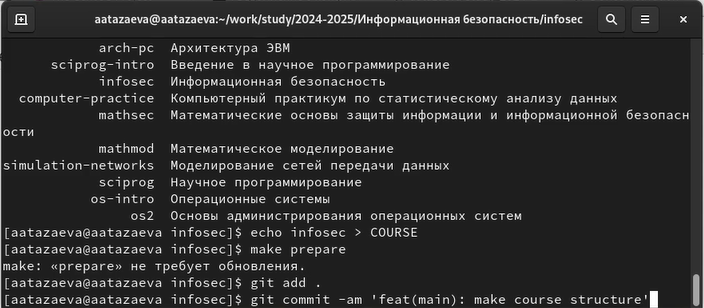 aatazaeva@aatazaeva:~/work/study/2024-2025/Информационная безопасность/infosec
arch-pc Архитектура ЭВМ
sciprog-intro Введение в научное программирование
infosec Информационная безопасность
computer-practice Компьютерный практикум по статистическому анализу данных
mathsec Математические основы защиты информации и информационной безопасн
ости
mathmod Математическое моделирование
simulation-networks Моделирование сетей передачи данных
sciprog Научное программирование
os-intro Операционные системы
os2 Основы администрирования операционных систем
[aatazaeva@aatazaeva infosec]$ echo infosec > COURSE
[aatazaeva@aatazaeva infosec]$ make prepare
make: «prepare» не требует обновления.
[aatazaeva@aatazaeva infosec]$ git add .
[aatazaeva@aatazaeva infosec]$ git commit -am 'feat(main): make course structure'